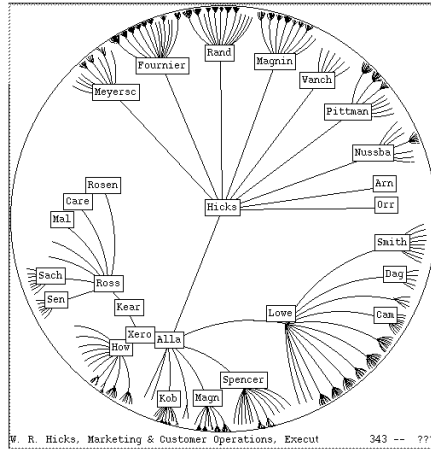 Rand
Fournier
Magnin
Vanch
Meyersc
Pittman
Nussba
Rosen
Arn
Care
Orr
Hicks
Mal
Smith
Sach
Dag
Ross
Sen
Kear
Lowe
Cam
Xero
Alla
How
Spencer
Kob
Magn
W. R. Hicks, Marketing & Customer Operations, Execut 343 -- ???